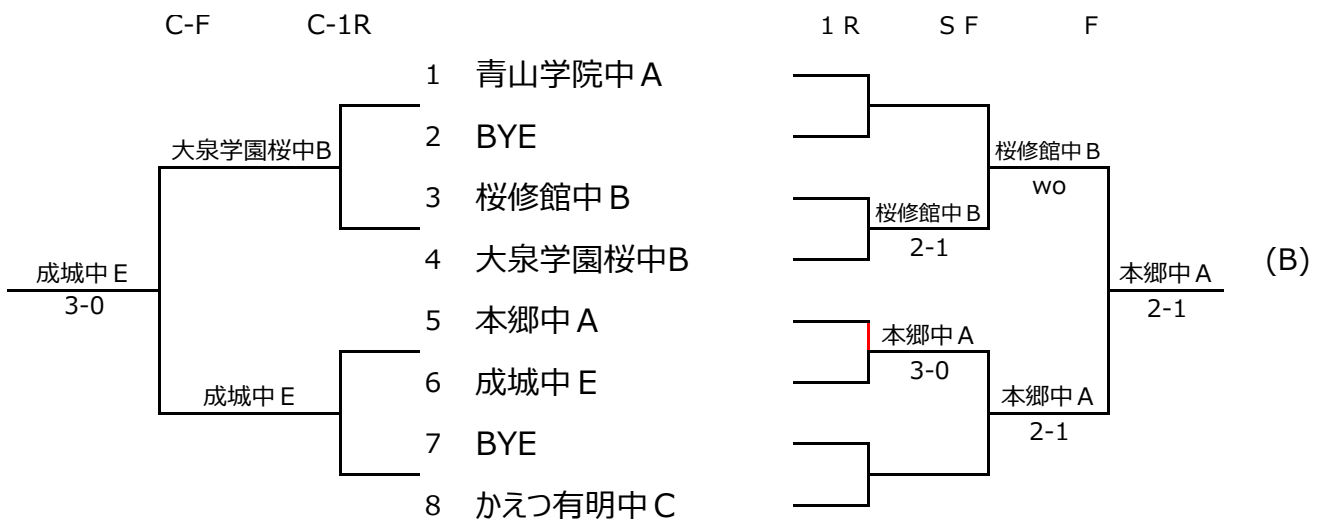 C-F C-1R 1 R S F F
1 青山学院中A
大泉学園桜中B 2 BYE 桜修館中B
wo
3 桜修館中B 桜修館中B
2-1
4 大泉学園桜中B
成城中E 本郷中A (B)
3-0 2-1
5 本郷中A 本郷中A
3-0
6 成城中E
成城中E 本郷中A
2-1
7 BYE
8 かえつ有明中C